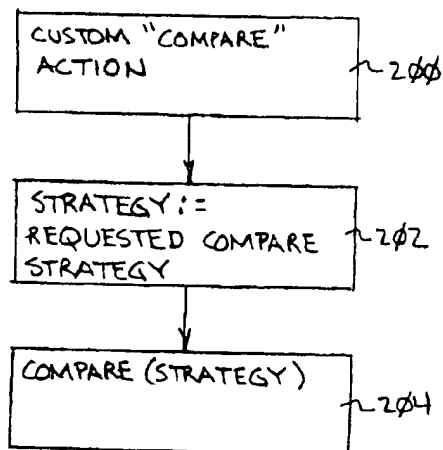 CUSTOM "COMPARE"
ACTION
200
STRATEGY :=
REQUESTED COMPARE
STRATEGY
202
COMPARE (STRATEGY)
204